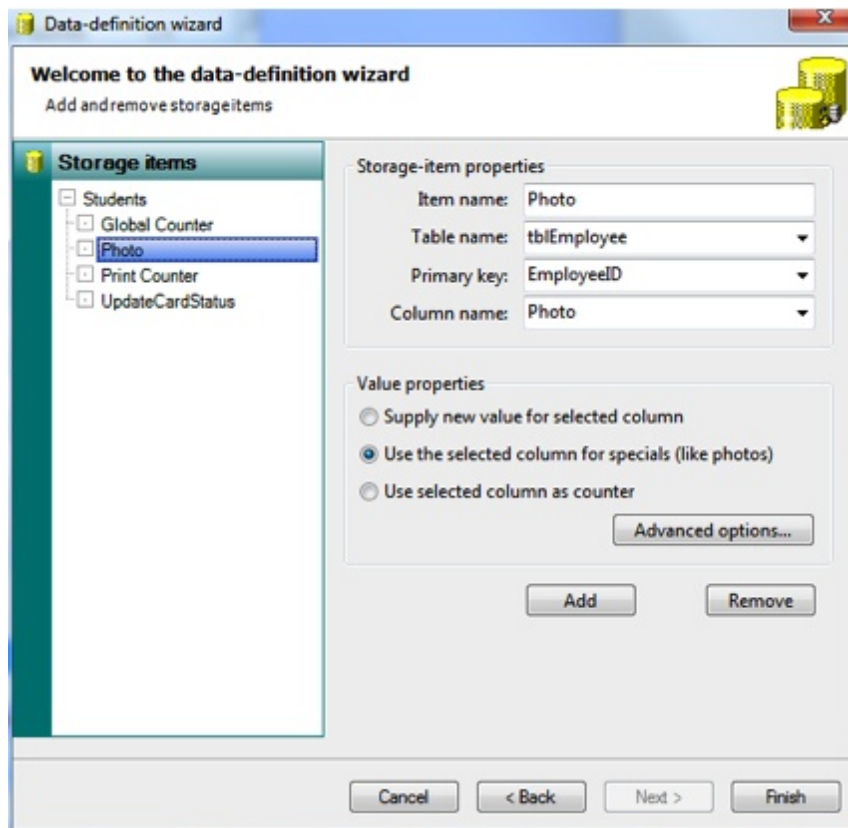 Data-definition wizard
Welcome to the data-definition wizard
Add and remove storage items
Storage items
Students
Global Counter
Photo
Print Counter
UpdateCardStatus
Storage-item properties
Item name: Photo
Table name: tblEmployee
Primary key: EmployeeID
Column name: Photo
Value properties
Supply new value for selected column
Use the selected column for specials (like photos)
Use selected column as counter
Advanced options...
Add Remove
Cancel < Back Next > Finish